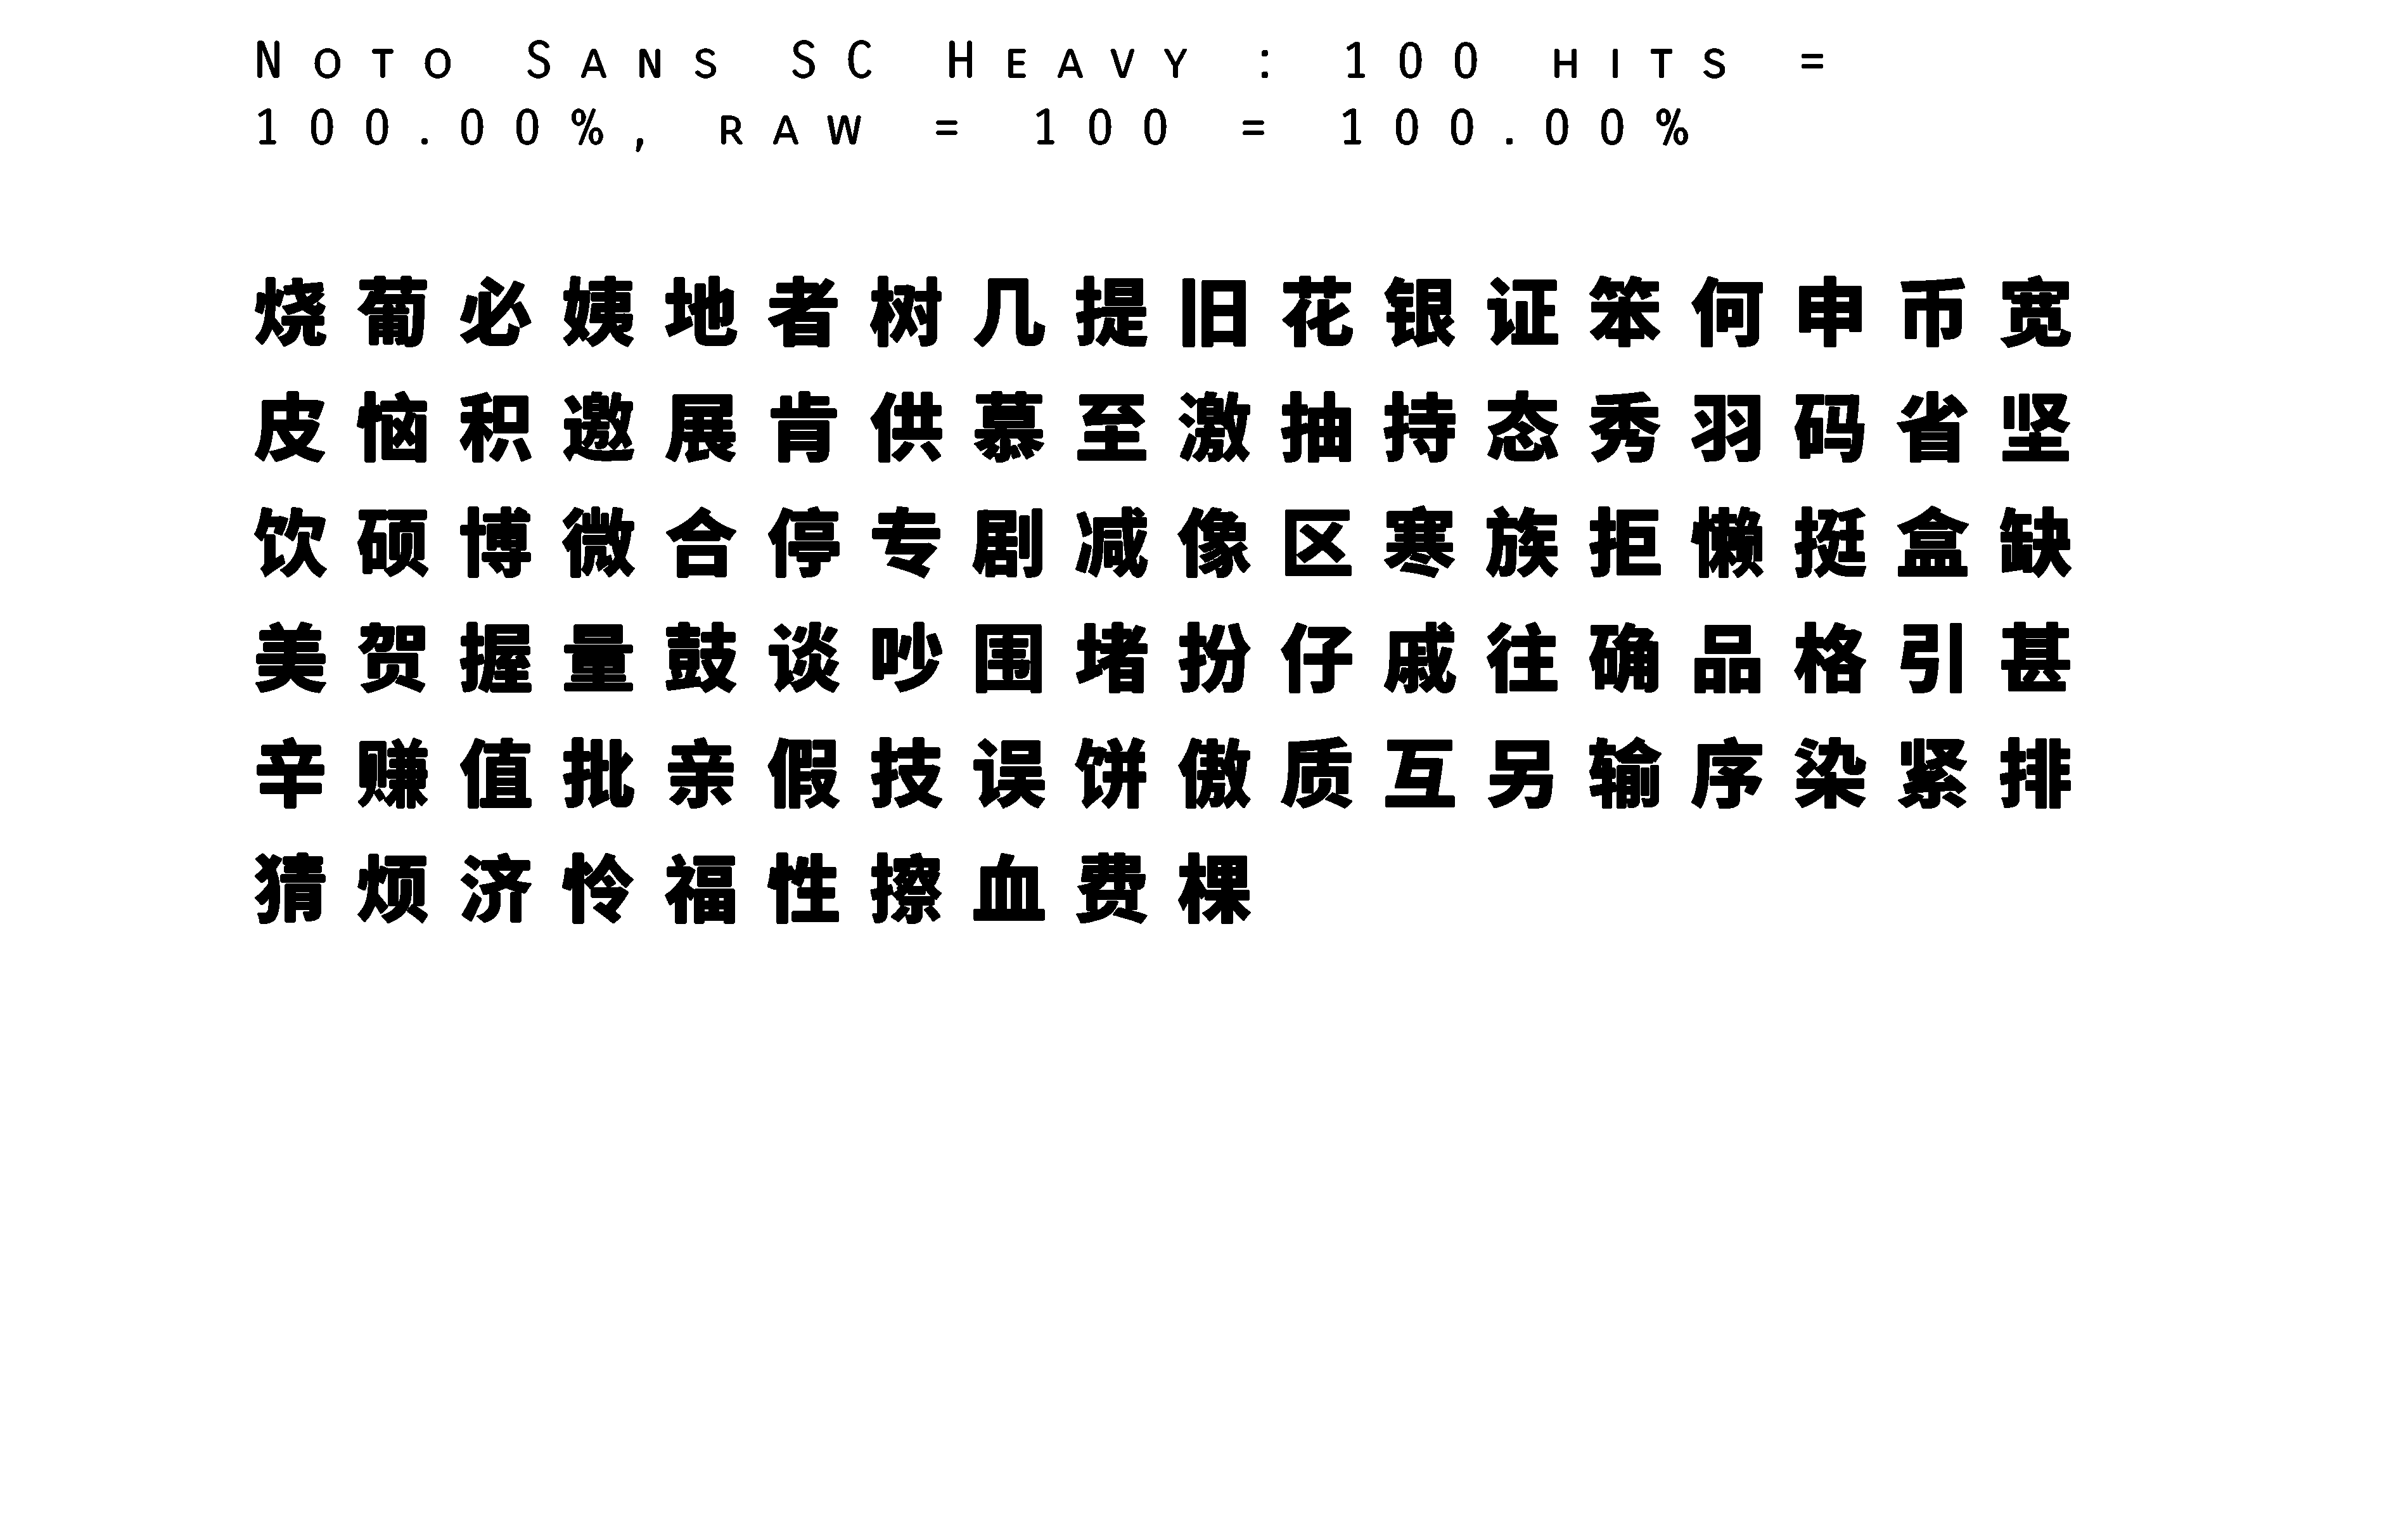 Noto Sans SC Heavy : 100 hits =
100.00%, raw = 100 = 100.00%
烧葡必姨地者树几提旧花银证笨何申币宽
皮恼积邀展肯供慕至激抽持态秀羽码省坚
饮硕博微合停专剧减像区寒族拒懒挺盒缺
美贺握量鼓谈吵围堵扮仔戚往确品格引甚
辛赚值批亲假技误饼傲质互另输序染紧排
猜烦济怜福性擦血费棵